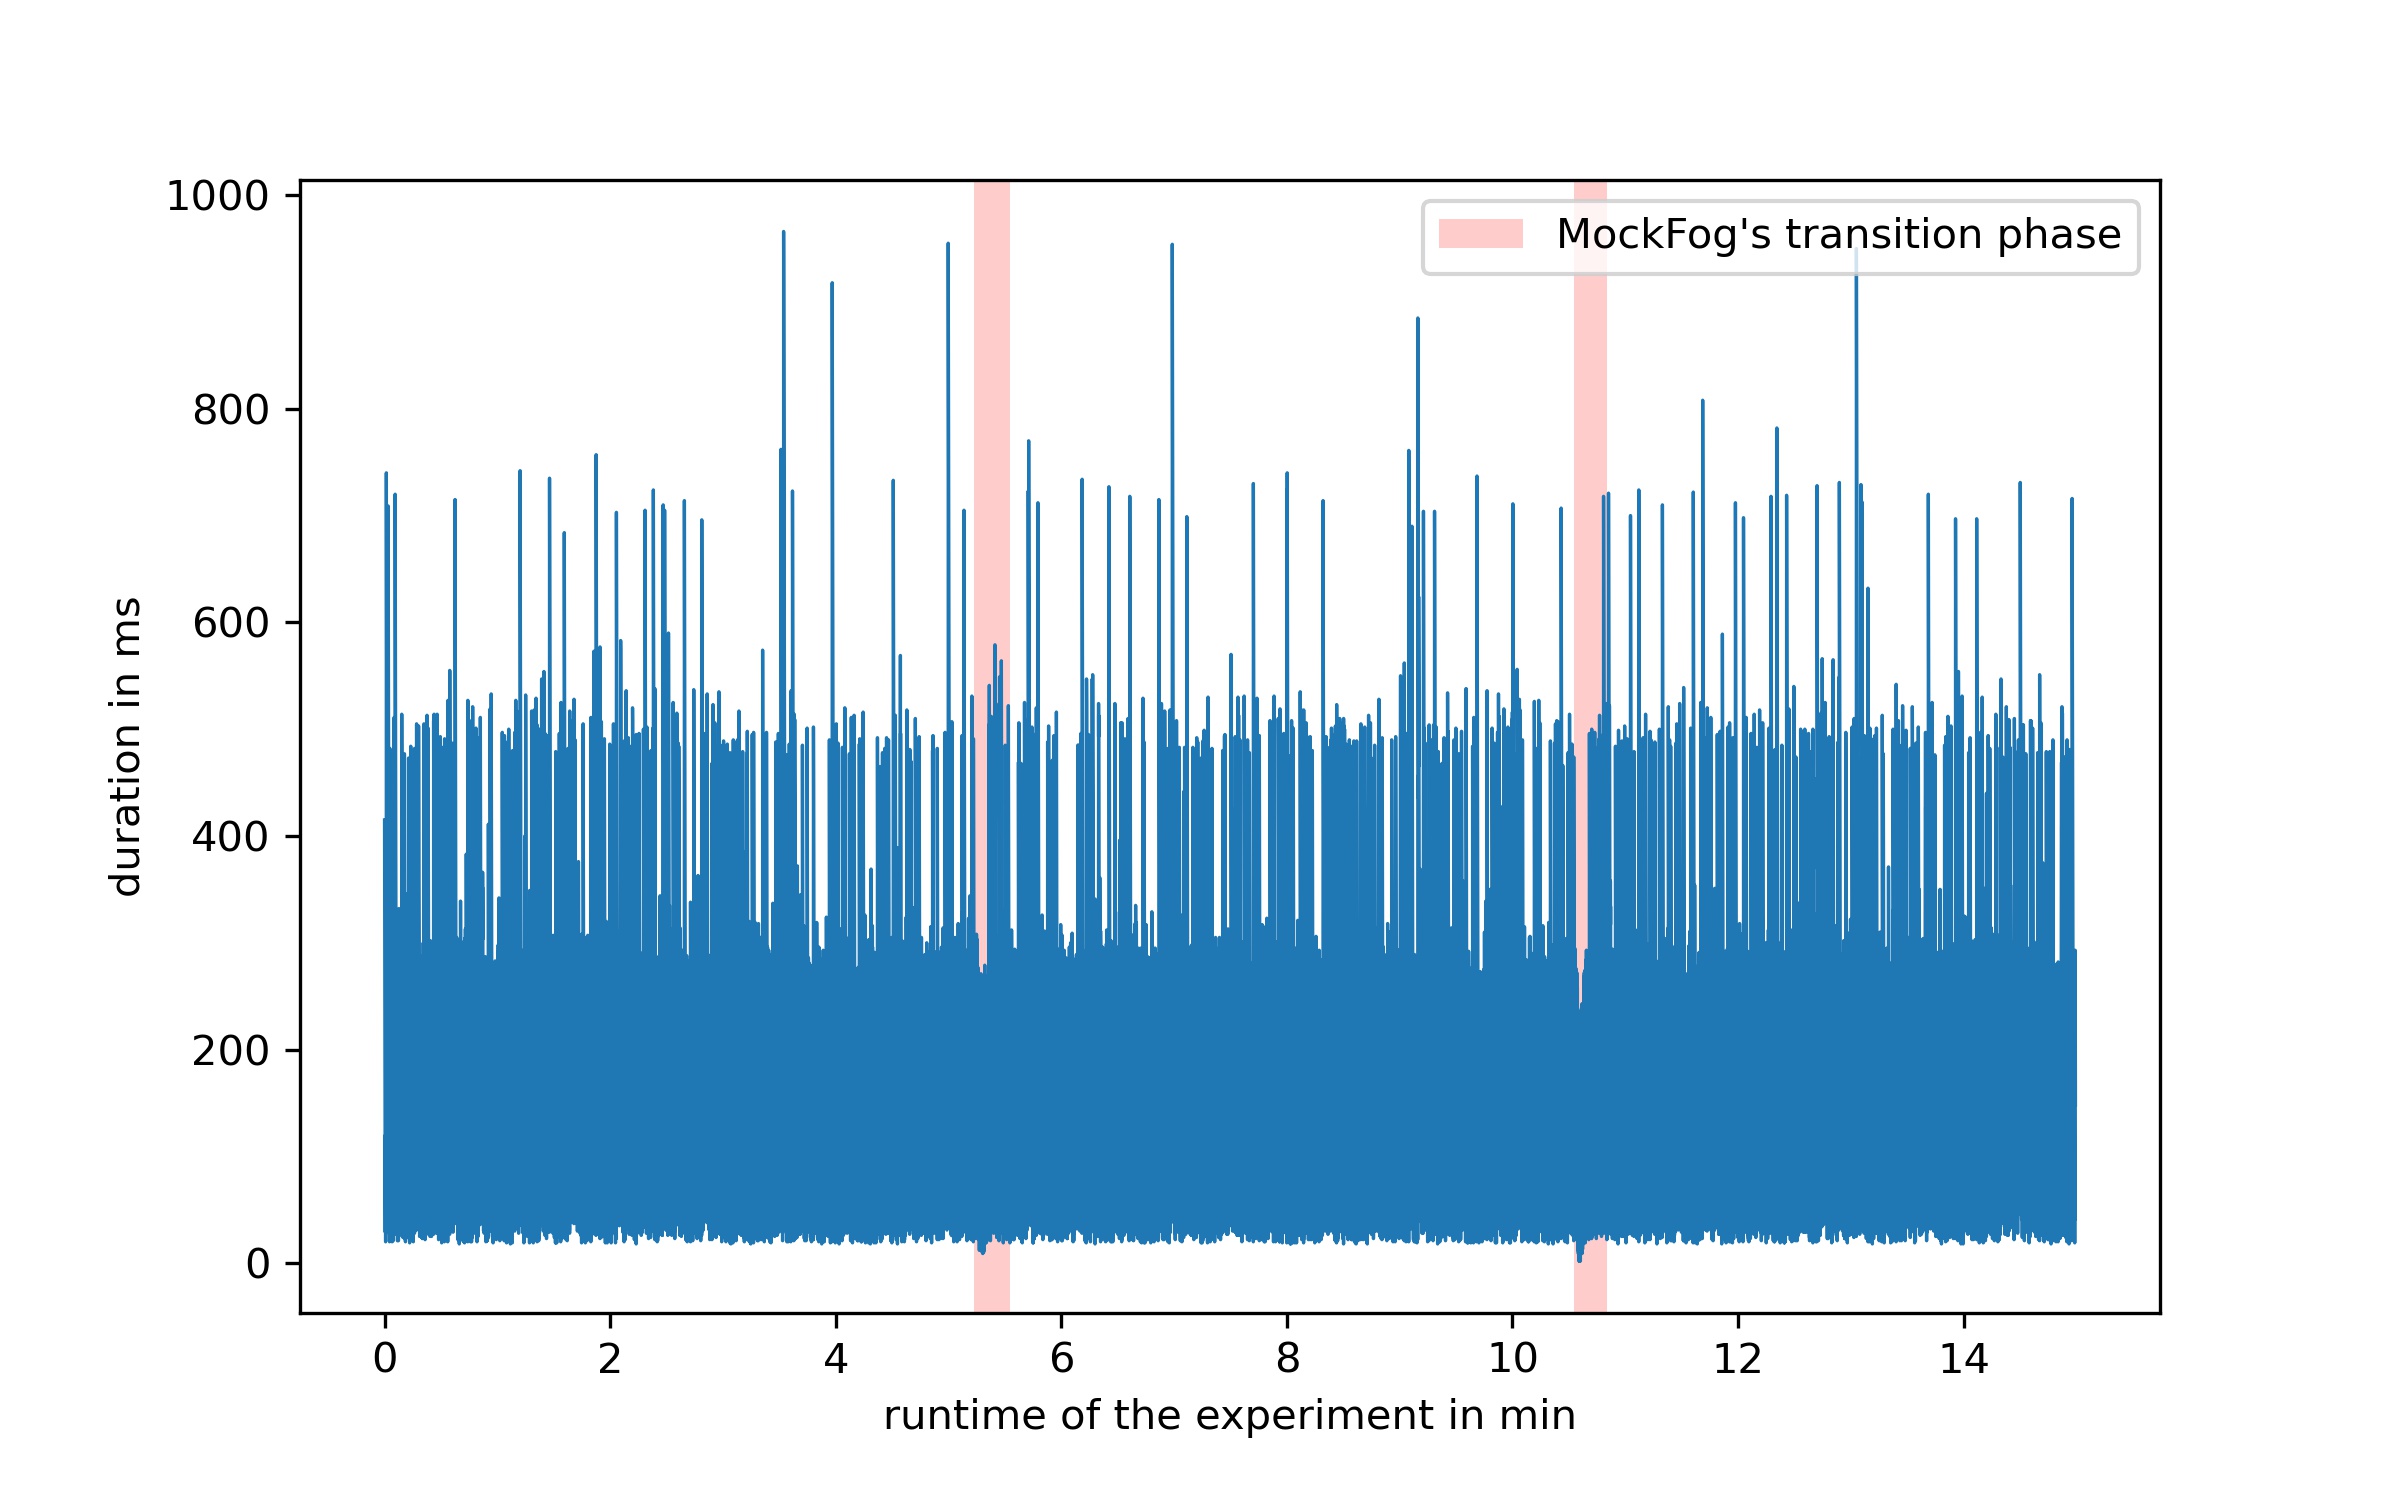 1000
800
600
400
200
0
duration in ms
MockFog's transition phase
0 2 4 6 8 10 12 14
runtime of the experiment in min